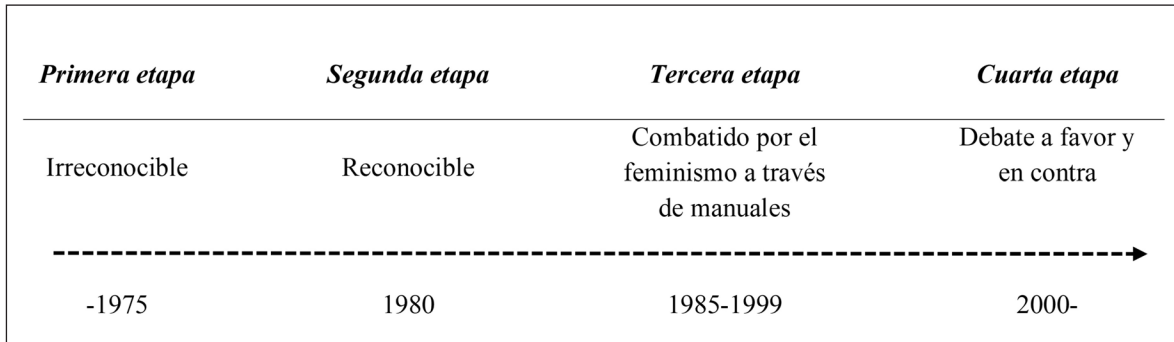 Primera etapa Segunda etapa Tercera etapa Cuarta etapa
Irreconocible
Reconocible
Combatido por el
feminismo a través
de manuales
Debate a favor y
en contra
-1975 1980 1985-1999 2000-